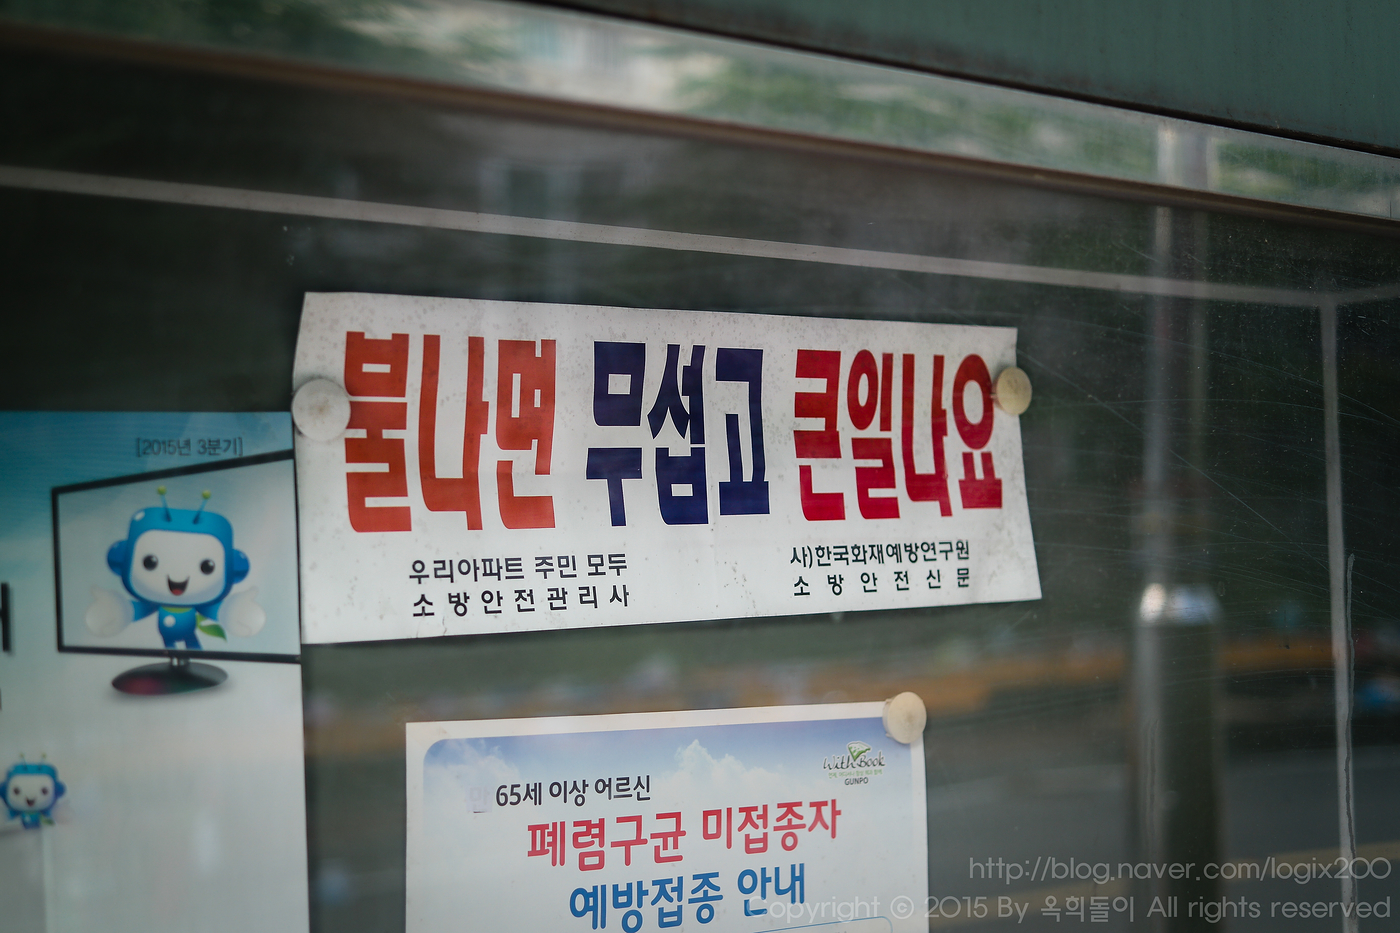 불나면 무섭고 큰일나요
우리아파트 주민 모두
소방안전관리사
사)한국화재예방연구원
소방안전신문
[2015년 3분기]
만 65세 이상 어르신
폐렴구균 미접종자
예방접종 안내
With Book
GUNPO
http://blog.naver.com/logix200
Copyright © 2015 By 옥희돌이 All rights reserved